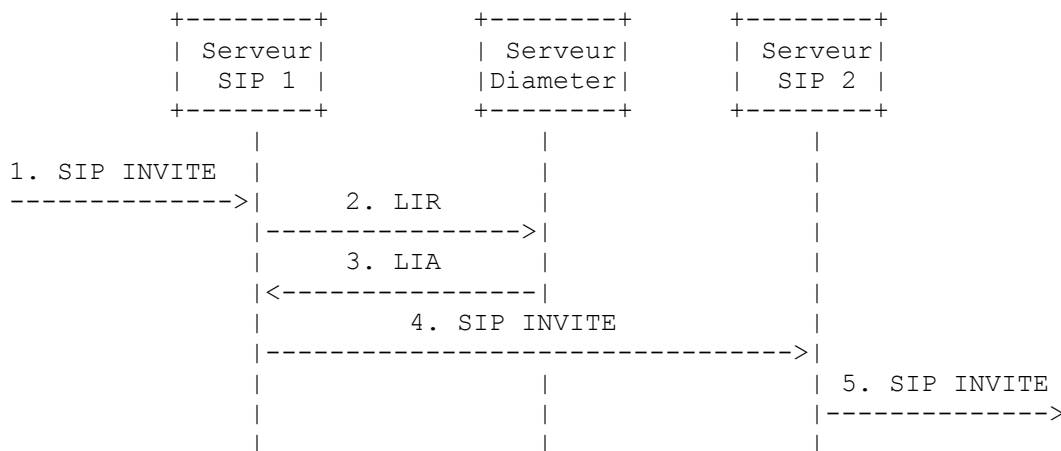 Serveur Serveur Serveur
SIP 1 Diameter SIP 2
1. SIP INVITE
2. LIR
3. LIA
4. SIP INVITE
5. SIP INVITE